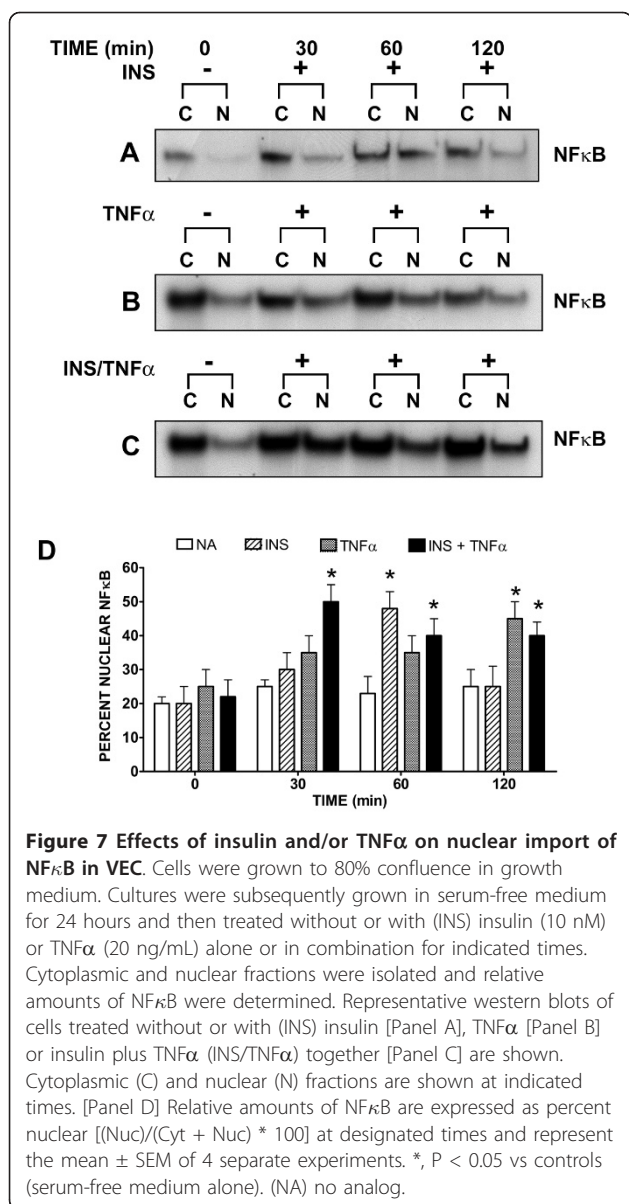 TIME (min) 0 30 60 120
INS - + + +
C N C N C N C N
A NFκB
TNFα - + + +
C N C N C N C N
B NFκB
INS/TNFα - + + +
C N C N C N C N
C NFκB
D
NA INS TNFα INS + TNFα
PERCENT NUCLEAR NFκB
60
50
40
30
20
10
0
* * * * *
0 30 60 120
TIME (min)
Figure 7 Effects of insulin and/or TNFα on nuclear import of
NFκB in VEC. Cells were grown to 80% confluence in growth
medium. Cultures were subsequently grown in serum-free medium
for 24 hours and then treated without or with (INS) insulin (10 nM)
or TNFα (20 ng/mL) alone or in combination for indicated times.
Cytoplasmic and nuclear fractions were isolated and relative
amounts of NFκB were determined. Representative western blots of
cells treated without or with (INS) insulin [Panel A], TNFα [Panel B]
or insulin plus TNFα (INS/TNFα) together [Panel C] are shown.
Cytoplasmic (C) and nuclear (N) fractions are shown at indicated
times. [Panel D] Relative amounts of NFκB are expressed as percent
nuclear [(Nuc)/(Cyt + Nuc) * 100] at designated times and represent
the mean ± SEM of 4 separate experiments. *, P < 0.05 vs controls
(serum-free medium alone). (NA) no analog.